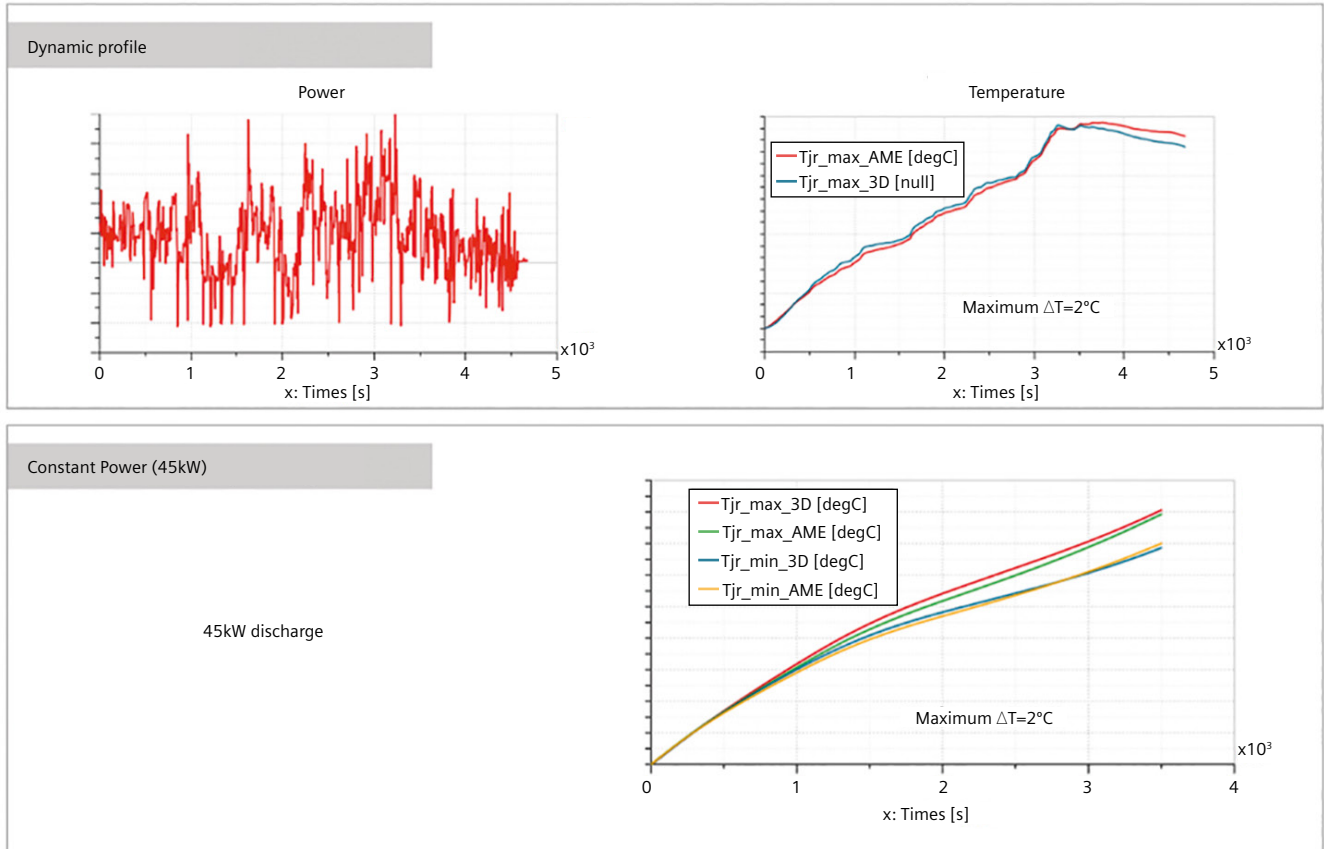 Dynamic profile
Power
x10³
0 1 2 3 4 5
x: Times [s]
Temperature
Tjr_max_AME [degC]
Tjr_max_3D [null]
Maximum △T=2°C
x10³
0 1 2 3 4 5
x: Times [s]
Constant Power (45kW)
45kW discharge
Tjr_max_3D [degC]
Tjr_max_AME [degC]
Tjr_min_3D [degC]
Tjr_min_AME [degC]
Maximum △T=2°C
x10³
0 1 2 3 4
x: Times [s]